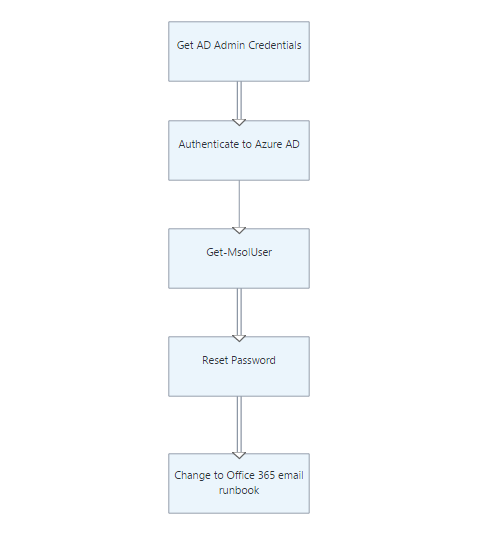 Get AD Admin Credentials
Authenticate to Azure AD
Get-MsolUser
Reset Password
Change to Office 365 email
runbook